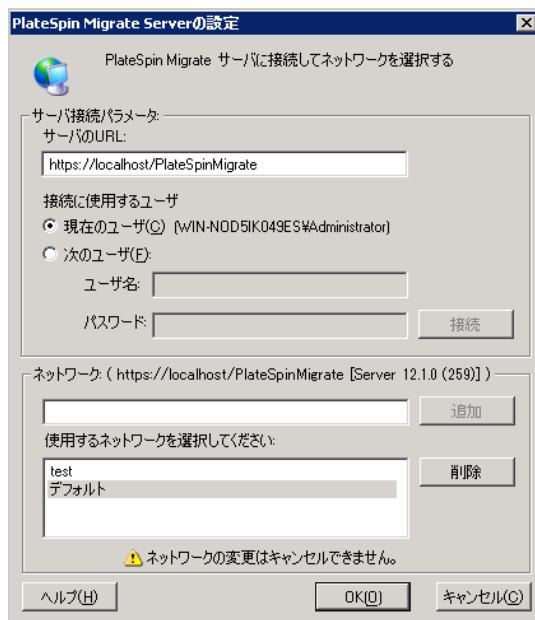 PlateSpin Migrate Serverの設定
PlateSpin Migrate サーバに接続してネットワークを選択する
サーバ接続パラメータ:
サーバのURL:
https://localhost/PlateSpinMigrate
接続に使用するユーザ
現在のユーザ(C) (WIN-NOD5IK049ES¥Administrator)
次のユーザ(F):
ユーザ名:
パスワード:
接続
ネットワーク: ( https://localhost/PlateSpinMigrate [Server 12.1.0 (259)] )
追加
使用するネットワークを選択してください:
test
デフォルト
削除
ネットワークの変更はキャンセルできません。
ヘルプ(H)
OK(O)
キャンセル(C)